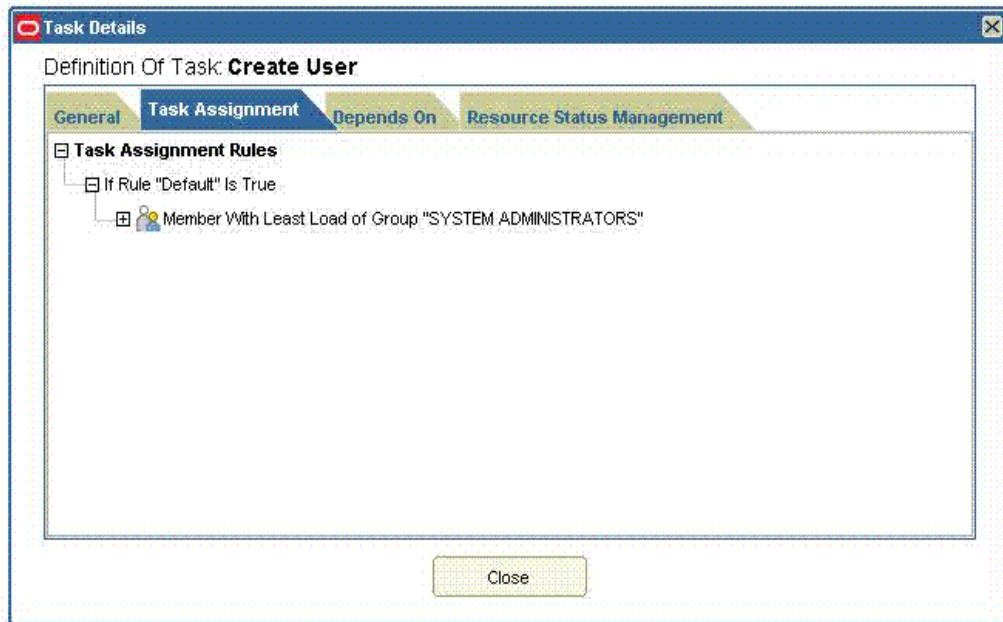 Task Details
Definition Of Task: Create User
General Task Assignment Depends On Resource Status Management
Task Assignment Rules
If Rule "Default" Is True
Member With Least Load of Group "SYSTEM ADMINISTRATORS"
Close